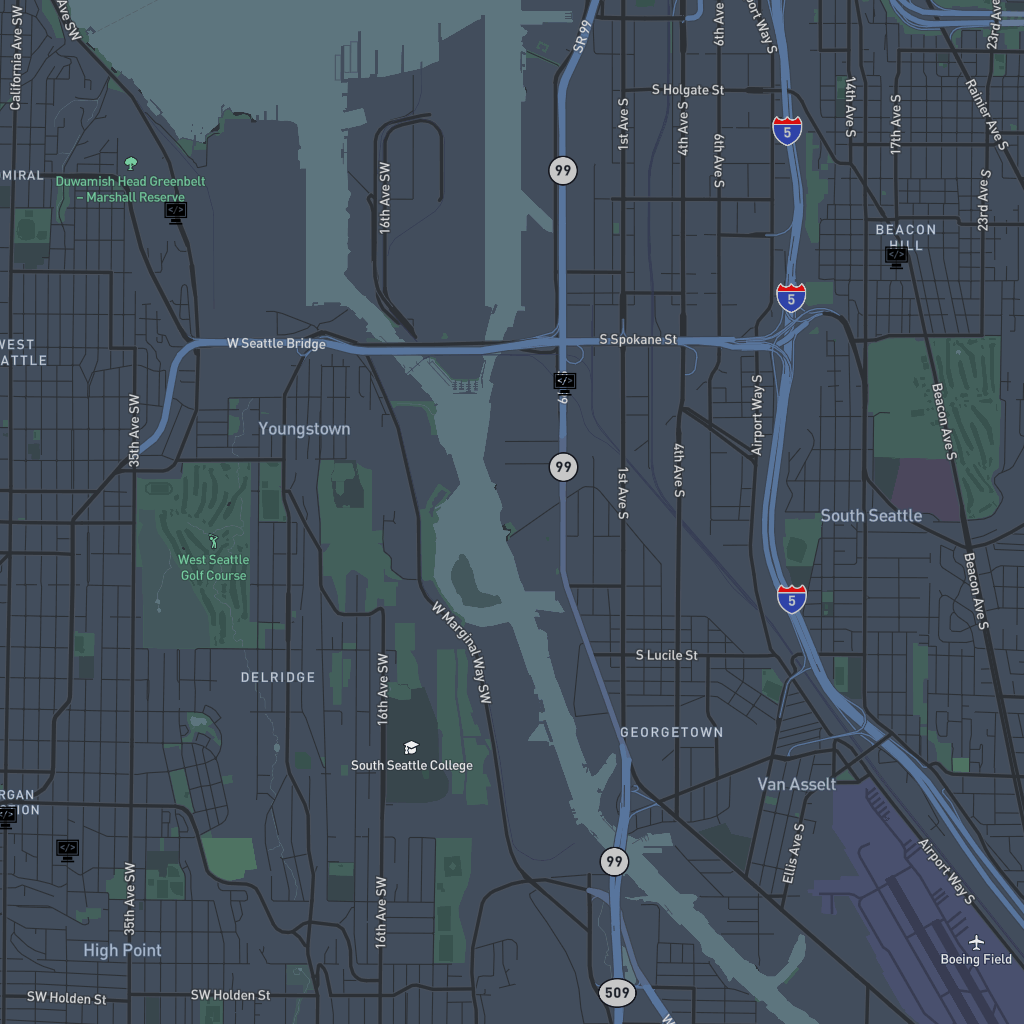 California Ave SW
Ave SW
SR 99
6th Ave S
Airport Way S
23rd Ave
S Holgate St
14th Ave S
17th Ave S
Rainier Ave S
1st Ave S
4th Ave S
5
6th Ave S
99
Duwamish Head Greenbelt
– Marshall Reserve
16th Ave SW
23rd Ave S
</>
BEACON
HILL
</>
5
W Seattle Bridge
S Spokane St
WEST
Airport Way S
Beacon Ave S
35th Ave SW
</>
Youngstown
99
1st Ave S
4th Ave S
South Seattle
West Seattle
Golf Course
5
Beacon Ave S
W Marginal Way SW
S Lucile St
DELRIDGE
16th Ave SW
GEORGETOWN
South Seattle College
Van Asselt
</>
</>
99
Ellis Ave S
Airport Way S
35th Ave SW
16th Ave SW
High Point
Boeing Field
SW Holden St
SW Holden St
509